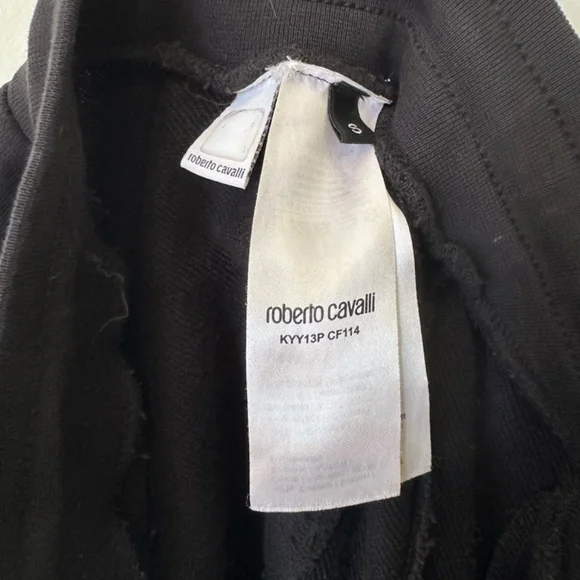 roberto cavalli
S
roberto cavalli
KYY13P CF114